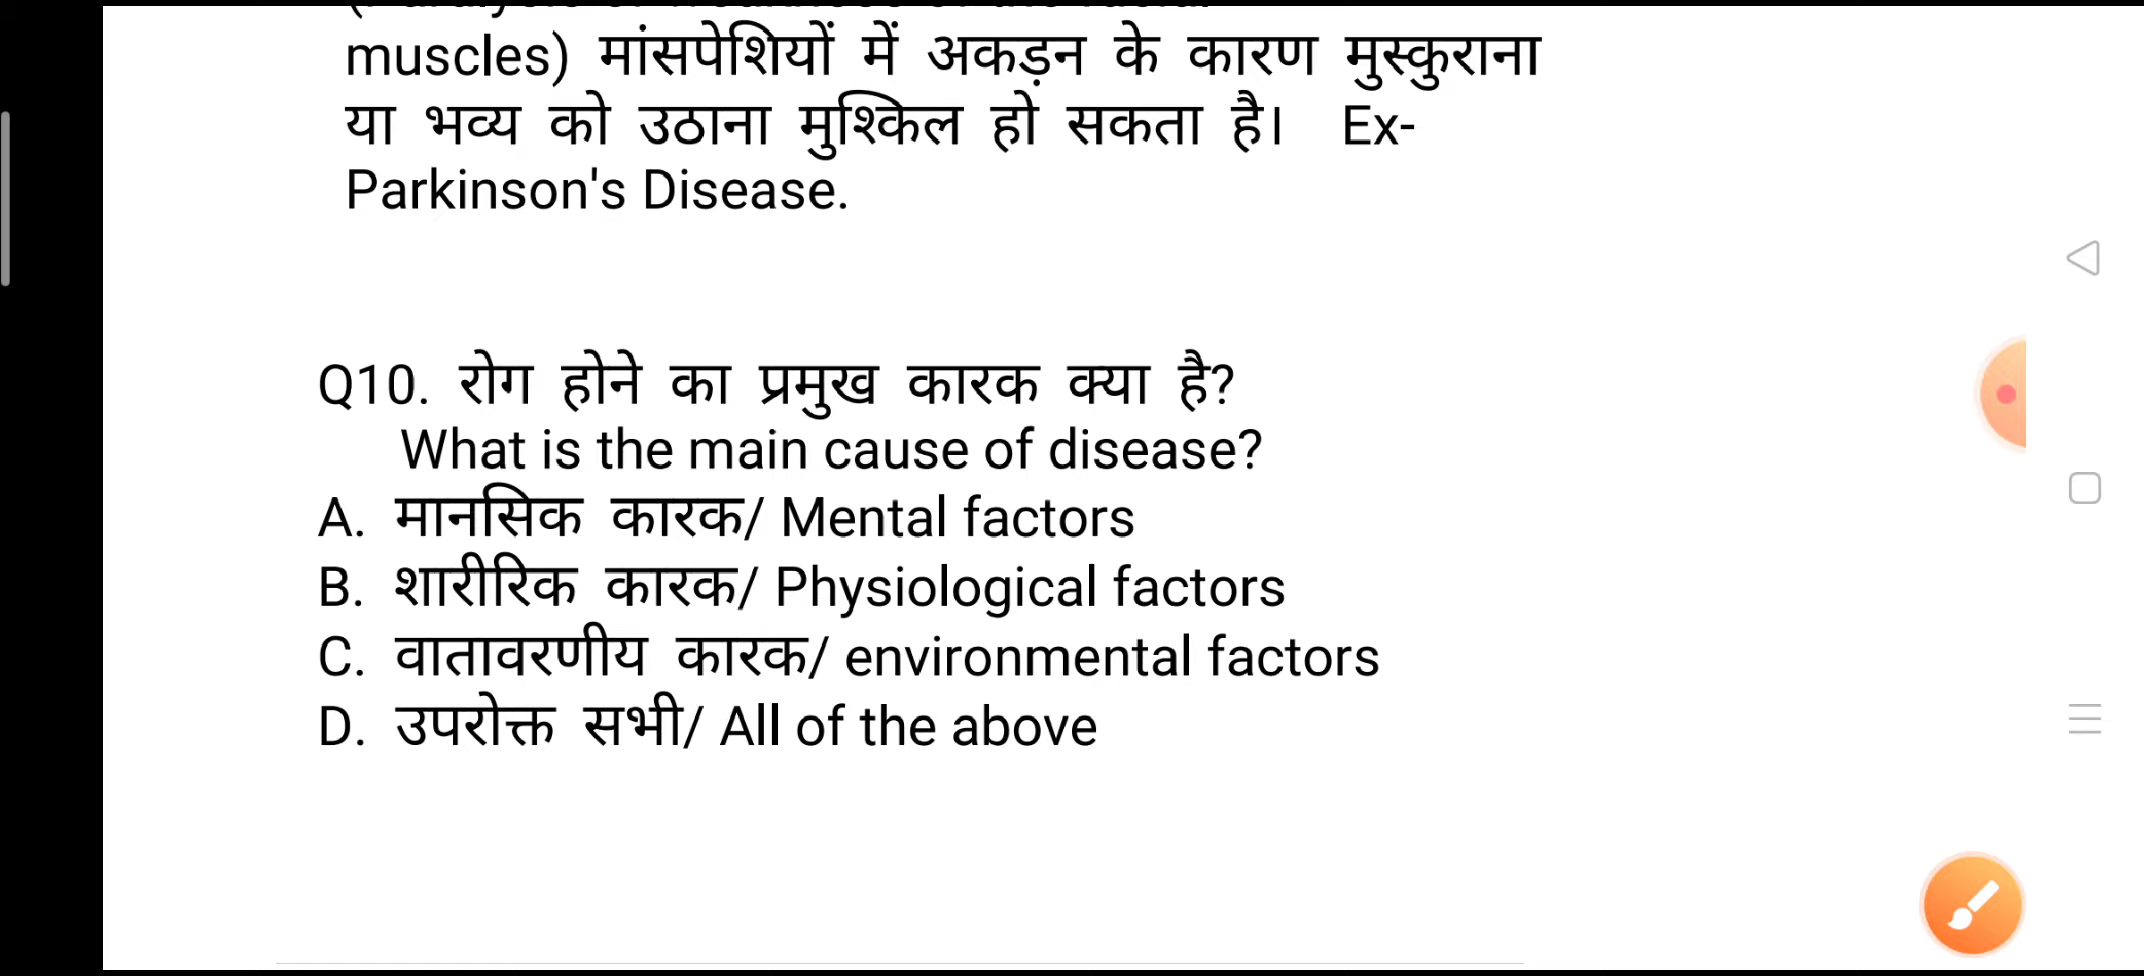 muscles) मांसपेशियों में अकड़न के कारण मुस्कुराना
या भव्य को उठाना मुश्किल हो सकता है। Ex-
Parkinson's Disease.
Q10. रोग होने का प्रमुख कारक क्या है?
What is the main cause of disease?
A. मानसिक कारक/ Mental factors
B. शारीरिक कारक/ Physiological factors
C. वातावरणीय कारक/ environmental factors
D. उपरोक्त सभी/ All of the above